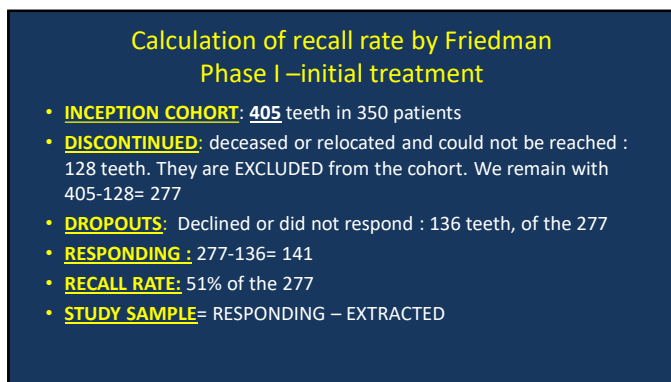 Calculation of recall rate by Friedman
Phase I –initial treatment
• INCEPTION COHORT: 405 teeth in 350 patients
• DISCONTINUED: deceased or relocated and could not be reached :
128 teeth. They are EXCLUDED from the cohort. We remain with
405-128= 277
• DROPOUTS: Declined or did not respond : 136 teeth, of the 277
• RESPONDING : 277-136= 141
• RECALL RATE: 51% of the 277
• STUDY SAMPLE= RESPONDING – EXTRACTED